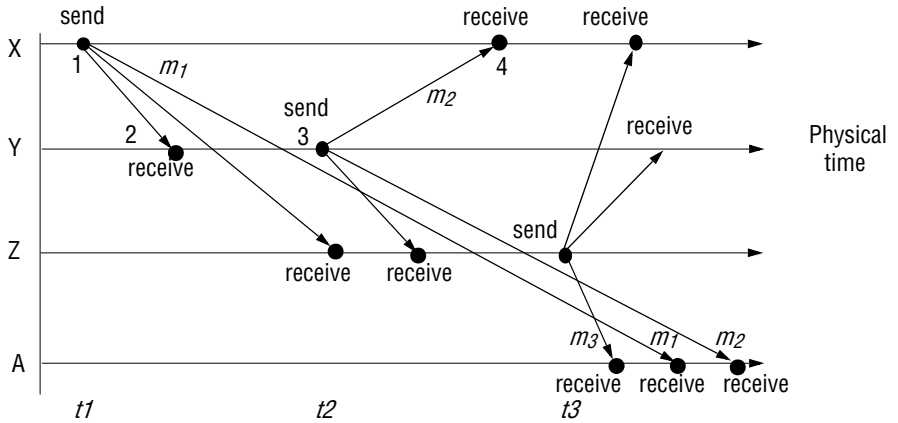 send
receive
receive
X
1
m1
4
m2
send
3
receive
Physical
time
2
Y
receive
send
Z
receive
receive
m3
m1
m2
A
receive
receive
receive
t1
t2
t3